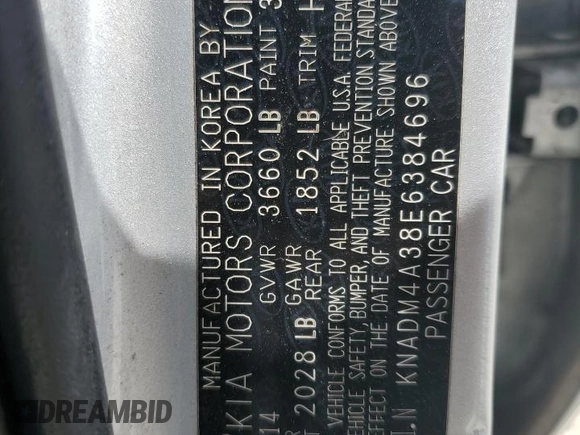 MANUFACTURED IN KOREA BY
KIA MOTORS CORPORATION
14 GVWR 3660 LB PAINT 3
2028 LB GAWR
REAR 1852 LB TRIM H
VEHICLE CONFORMS TO ALL APPLICABLE U.S.A. FEDERAL
VEHICLE SAFETY, BUMPER, AND THEFT PREVENTION STANDA
EFFECT ON THE DATE OF MANUFACTURE SHOWN ABOVE
I.N KNADM4A38E6384696
PASSENGER CAR
DREAMBID